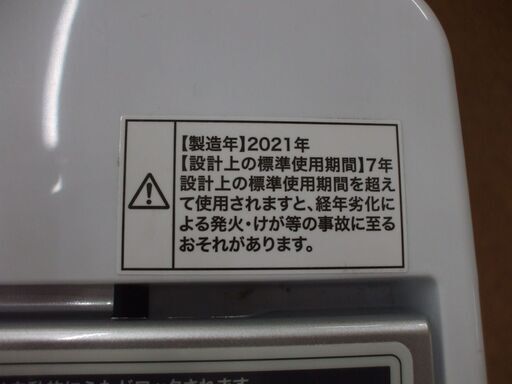 【製造年】2021年
【設計上の標準使用期間】7年
設計上の標準使用期間を超え
て使用されますと、経年劣化に
よる発火・けが等の事故に至る
おそれがあります。